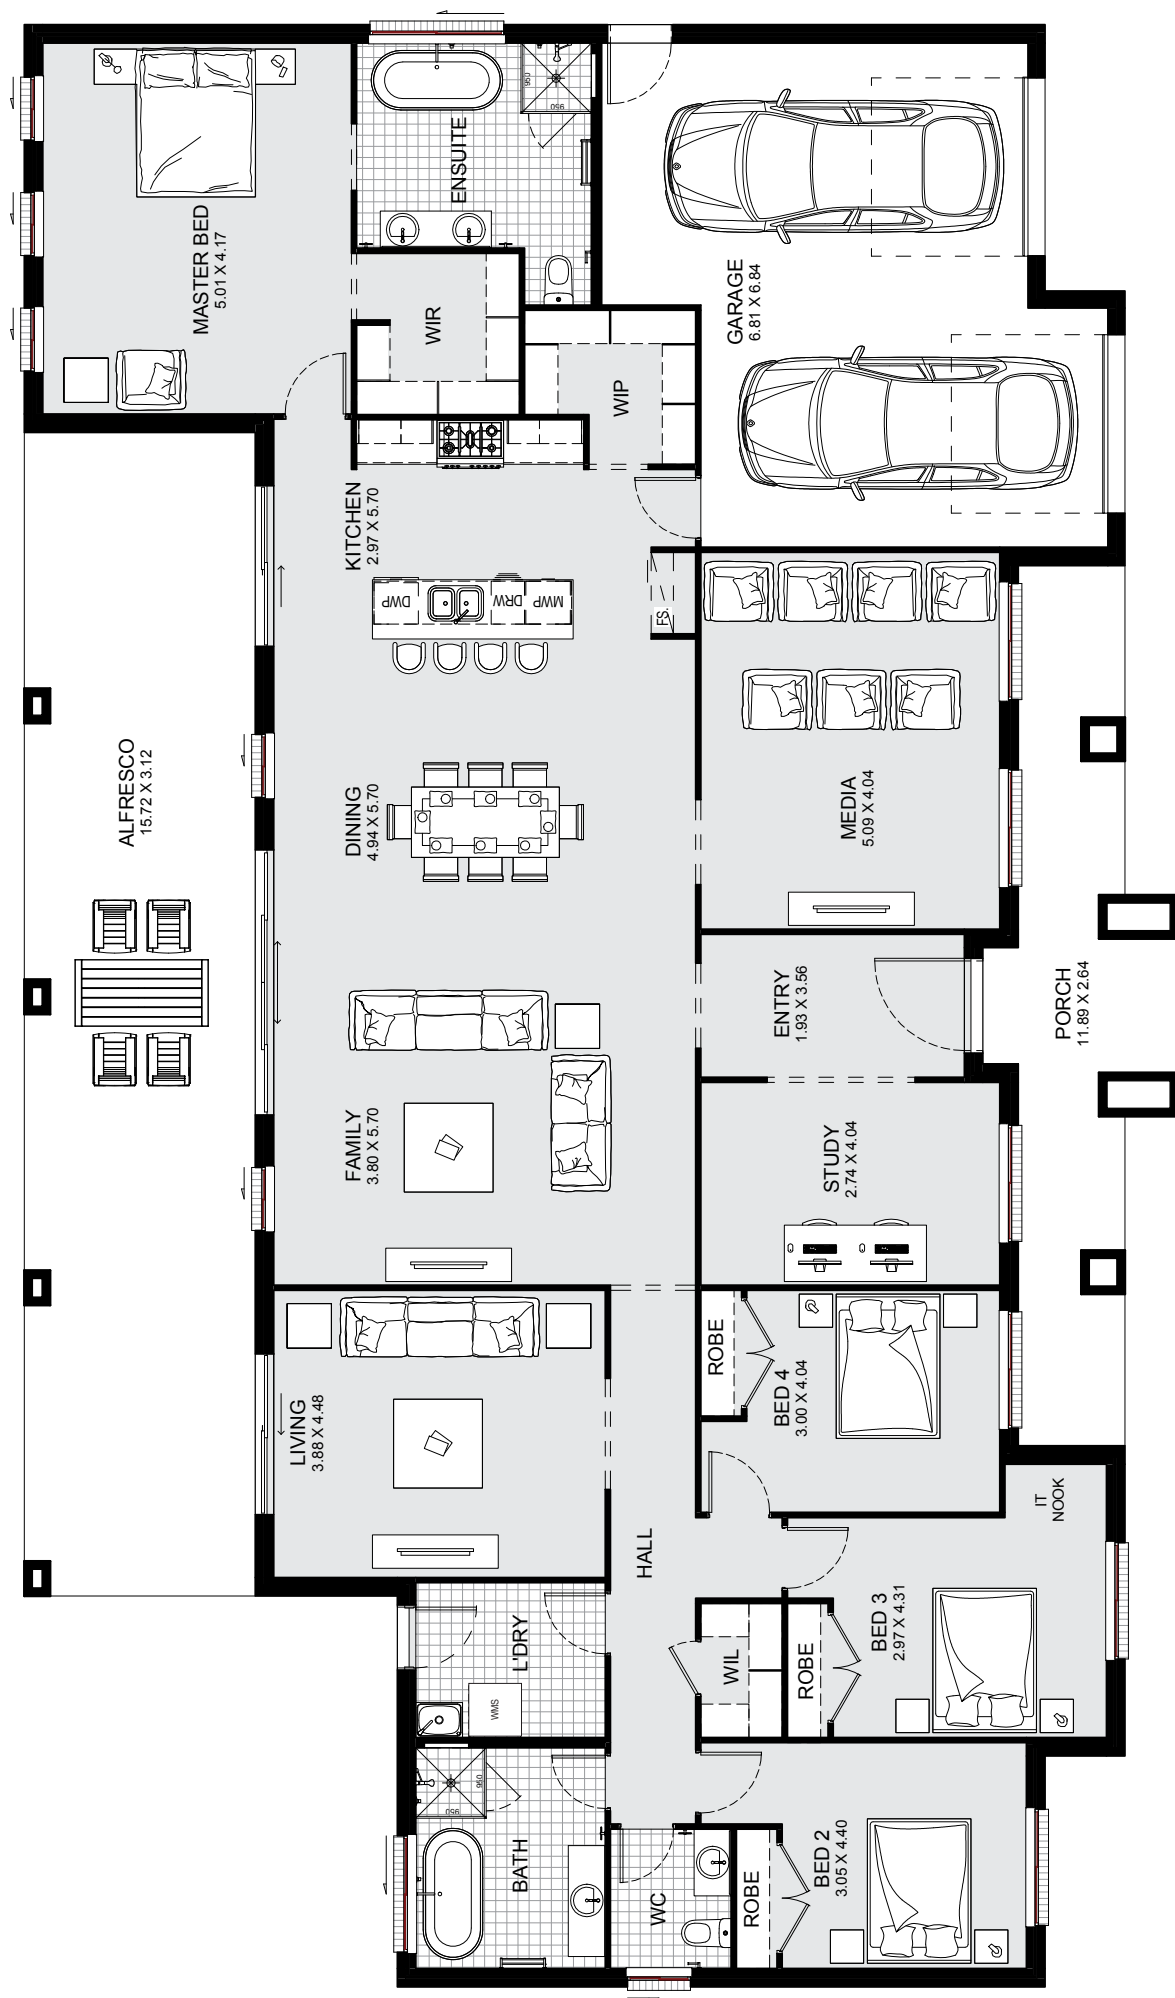 MASTER BED
5.01 X 4.17
ENSUITE
950
950
WIR
WIP
GARAGE
6.81 X 6.84
KITCHEN
2.97 X 5.70
DWP
DRW
MWP
FS.
ALFRESCO
15.72 X 3.12
DINING
4.94 X 5.70
MEDIA
5.09 X 4.04
ENTRY
1.93 X 3.56
PORCH
11.89 X 2.64
FAMILY
3.80 X 5.70
STUDY
2.74 X 4.04
LIVING
3.88 X 4.48
ROBE
BED 4
3.00 X 4.04
IT
NOOK
HALL
L'DRY
WMS
WIL
ROBE
BED 3
2.97 X 4.31
950
950
BATH
WC
ROBE
BED 2
3.05 X 4.40